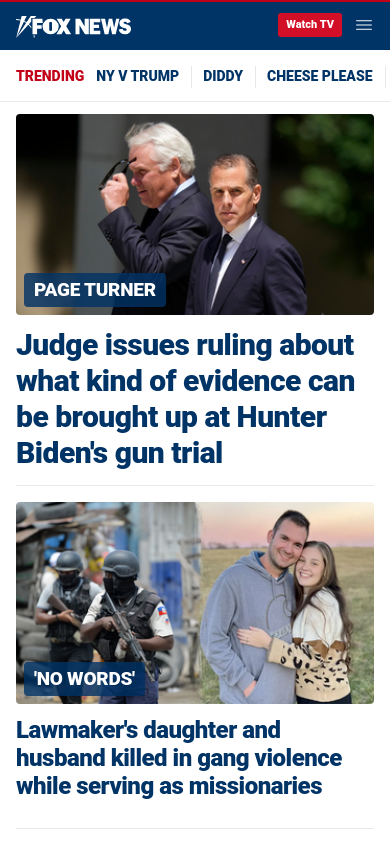 FOX NEWS
Watch TV
TRENDING NY V TRUMP DIDDY CHEESE PLEASE
PAGE TURNER
Judge issues ruling about
what kind of evidence can
be brought up at Hunter
Biden's gun trial
'NO WORDS'
Lawmaker's daughter and
husband killed in gang violence
while serving as missionaries